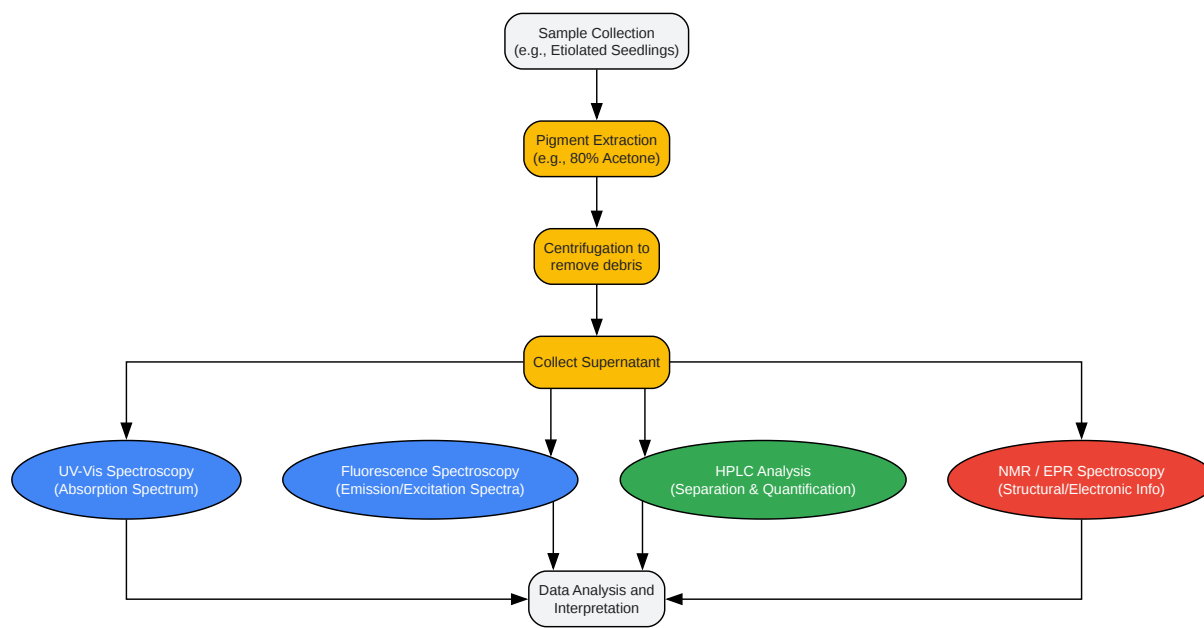 Sample Collection
(e.g., Etiolated Seedlings)
Pigment Extraction
(e.g., 80% Acetone)
Centrifugation to
remove debris
Collect Supernatant
UV-Vis Spectroscopy
(Absorption Spectrum)
Fluorescence Spectroscopy
(Emission/Excitation Spectra)
HPLC Analysis
(Separation & Quantification)
NMR / EPR Spectroscopy
(Structural/Electronic Info)
Data Analysis and
Interpretation